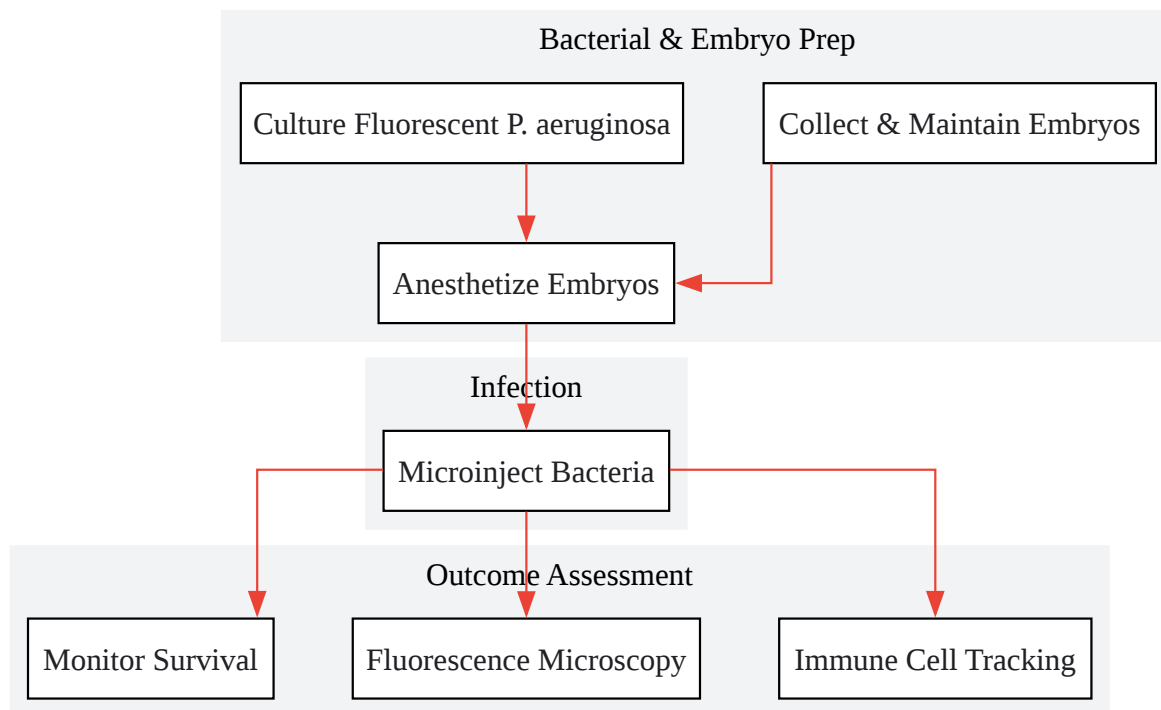 Bacterial & Embryo Prep
Culture Fluorescent P. aeruginosa
Collect & Maintain Embryos
Anesthetize Embryos
Infection
Microinject Bacteria
Outcome Assessment
Monitor Survival
Fluorescence Microscopy
Immune Cell Tracking